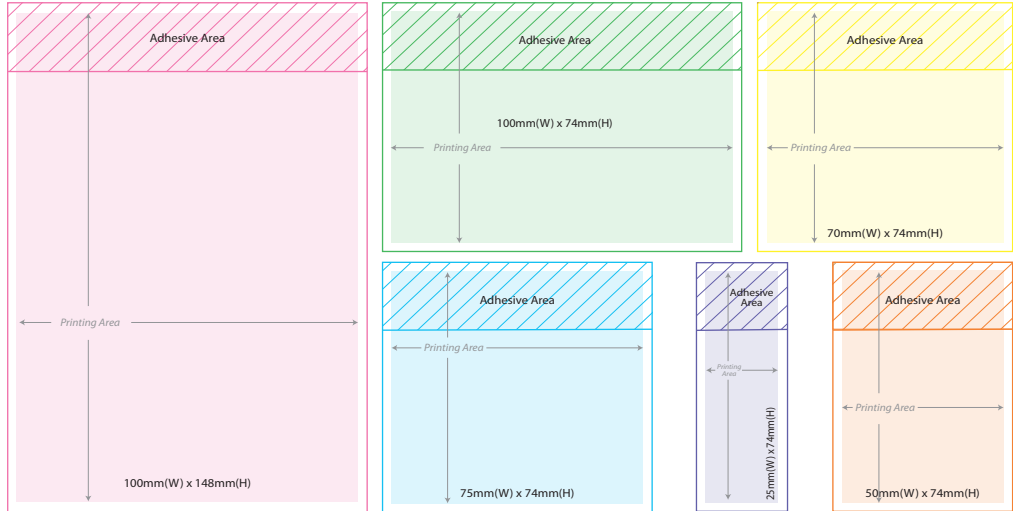 Adhesive Area
Printing Area
100mm(W) x 148mm(H)
Adhesive Area
100mm(W) x 74mm(H)
Printing Area
Adhesive Area
Printing Area
70mm(W) x 74mm(H)
Adhesive Area
Printing Area
75mm(W) x 74mm(H)
Adhesive
Area
Printing
Area
25mm(W) x 74mm(H)
Adhesive Area
Printing Area
50mm(W) x 74mm(H)